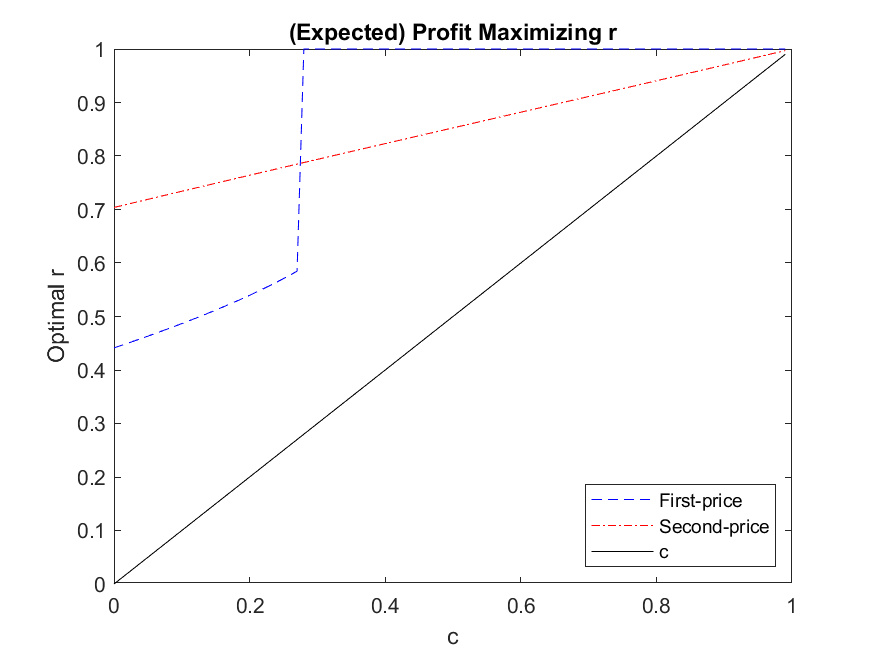 (Expected) Profit Maximizing r
1
0.9
0.8
0.7
0.6
0.5
0.4
0.3
0.2
0.1
0
Optimal r
0 0.2 0.4 0.6 0.8 1
c
First-price
Second-price
c